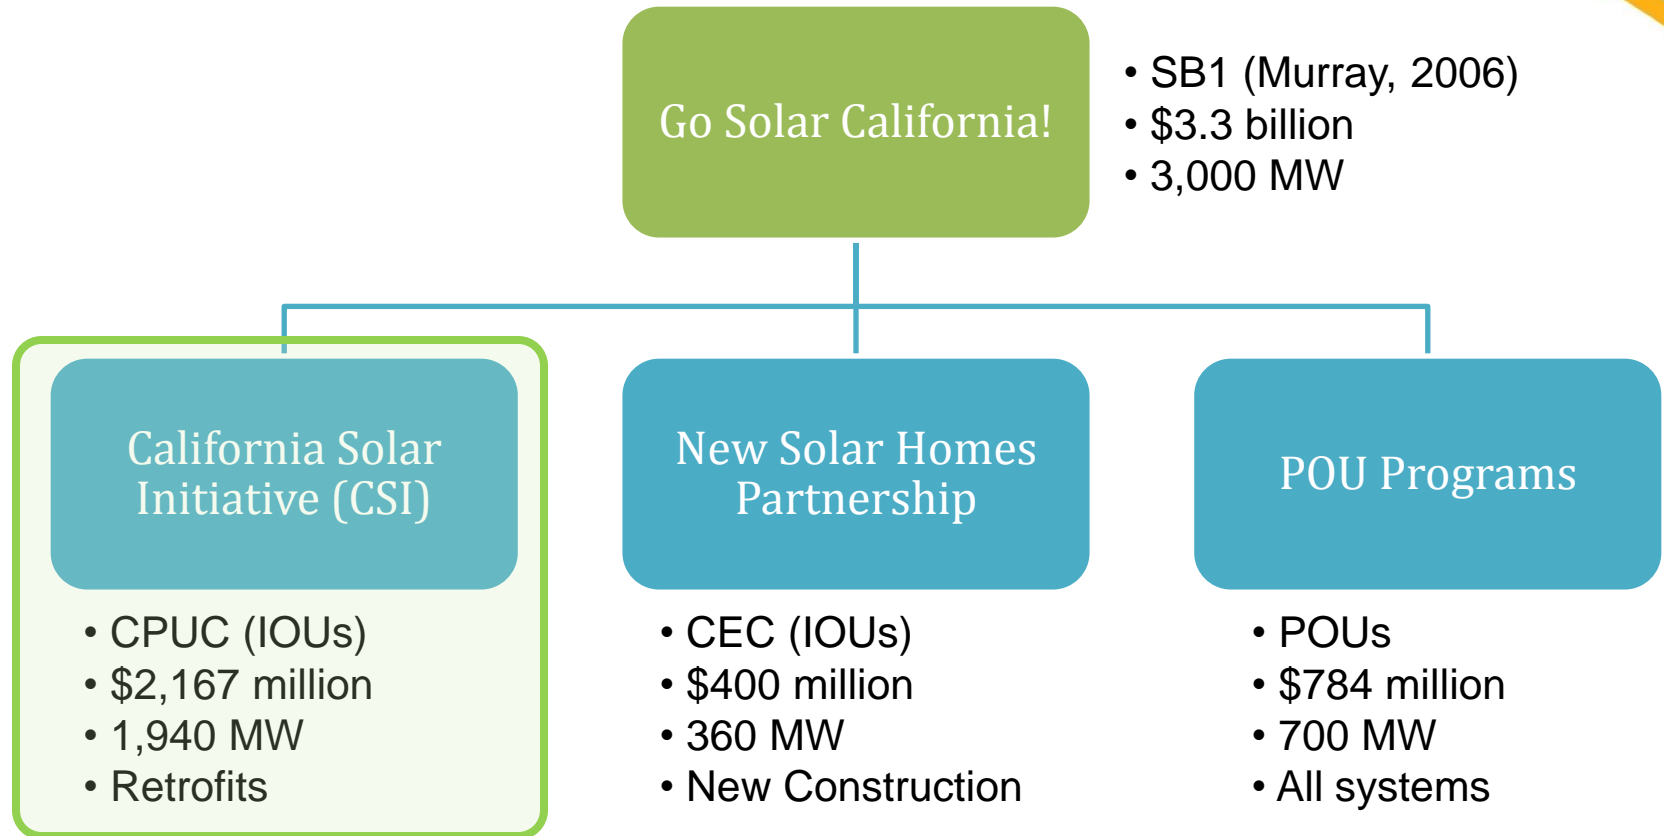 Go Solar California!
• SB1 (Murray, 2006)
• $3.3 billion
• 3,000 MW
California Solar
Initiative (CSI)
• CPUC (IOUs)
• $2,167 million
• 1,940 MW
• Retrofits
New Solar Homes
Partnership
• CEC (IOUs)
• $400 million
• 360 MW
• New Construction
POU Programs
• POUs
• $784 million
• 700 MW
• All systems